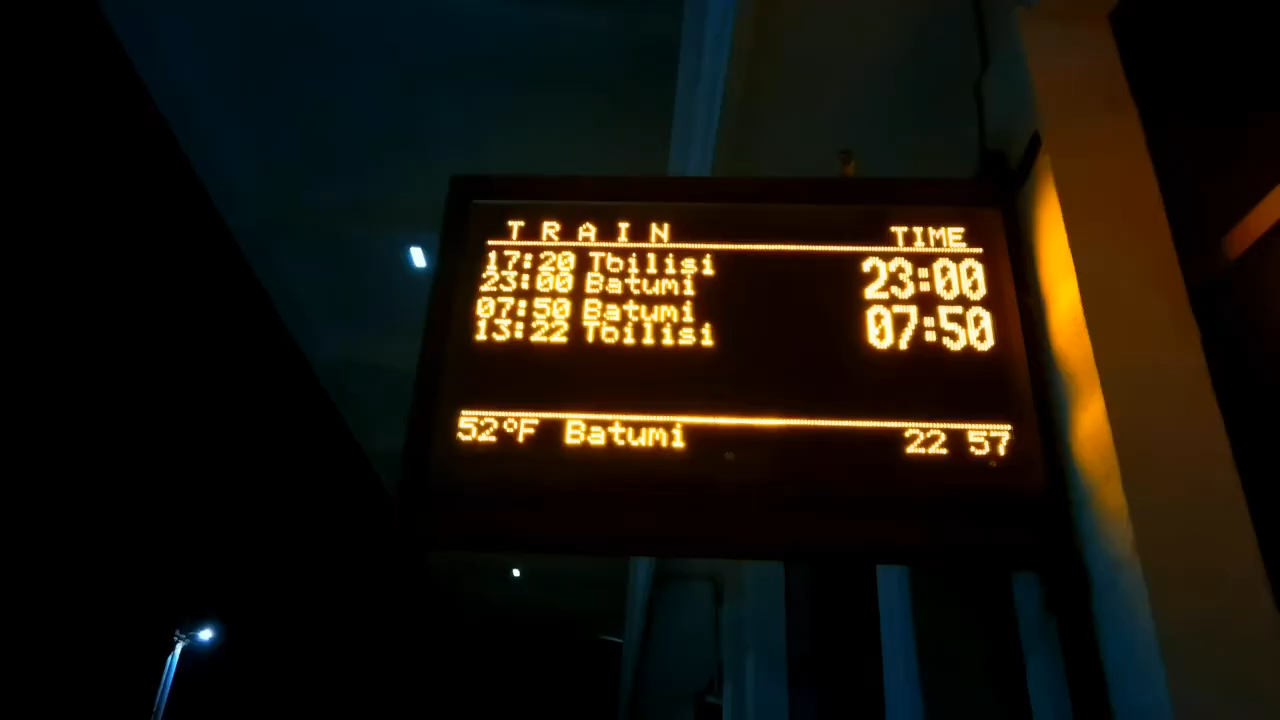 T R A I N TIME
17:20 Tbilisi 23:00
23:00 Batumi
07:50 Batumi 07:50
13:22 Tbilisi
52°F Batumi 22 57